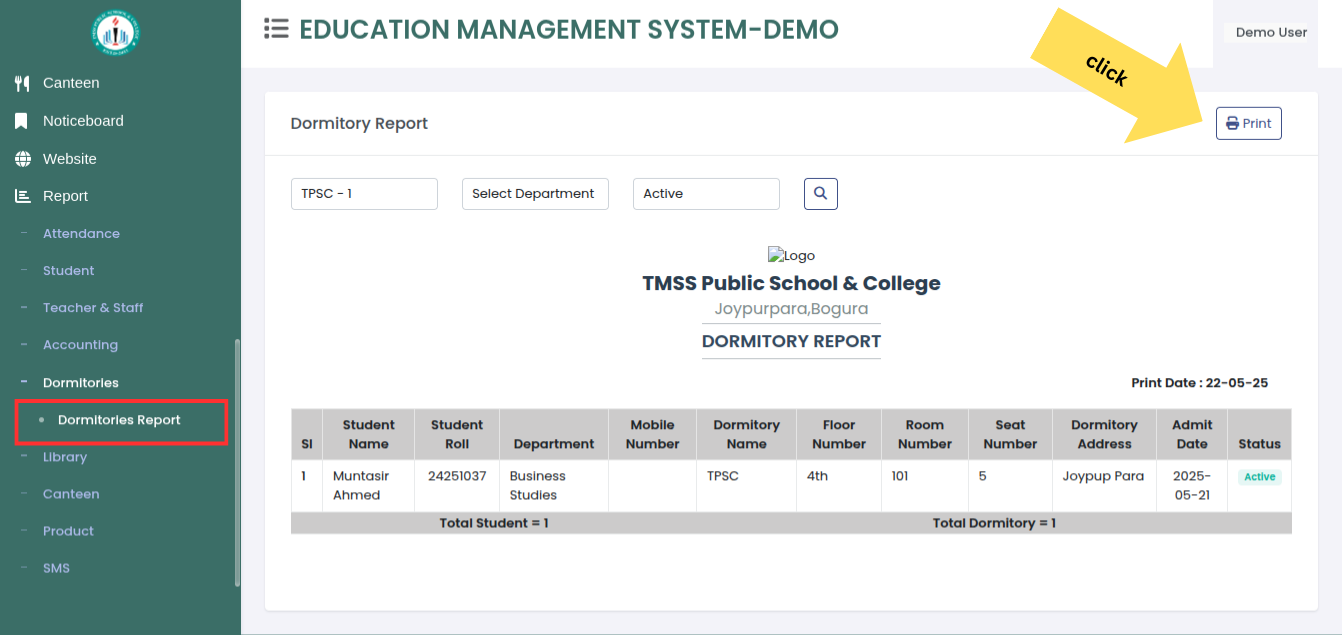 EDUCATION MANAGEMENT SYSTEM-DEMO
Demo User
click
Canteen
Noticeboard
Website
Report
Attendance
Student
Teacher & Staff
Accounting
Dormitories
Dormitories Report
Library
Canteen
Product
SMS
Dormitory Report
Print
TPSC - 1 Select Department Active
Logo
TMSS Public School & College
Joypurpara,Bogura
DORMITORY REPORT
Print Date : 22-05-25
Student Student Mobile Dormitory Floor Room Seat Dormitory Admit
Sl Name Roll Department Number Name Number Number Number Address Date Status
1 Muntasir 24251037 Business TPSC 4th 101 5 Joypup Para 2025- Active
Ahmed Studies 05-21
Total Student = 1 Total Dormitory = 1